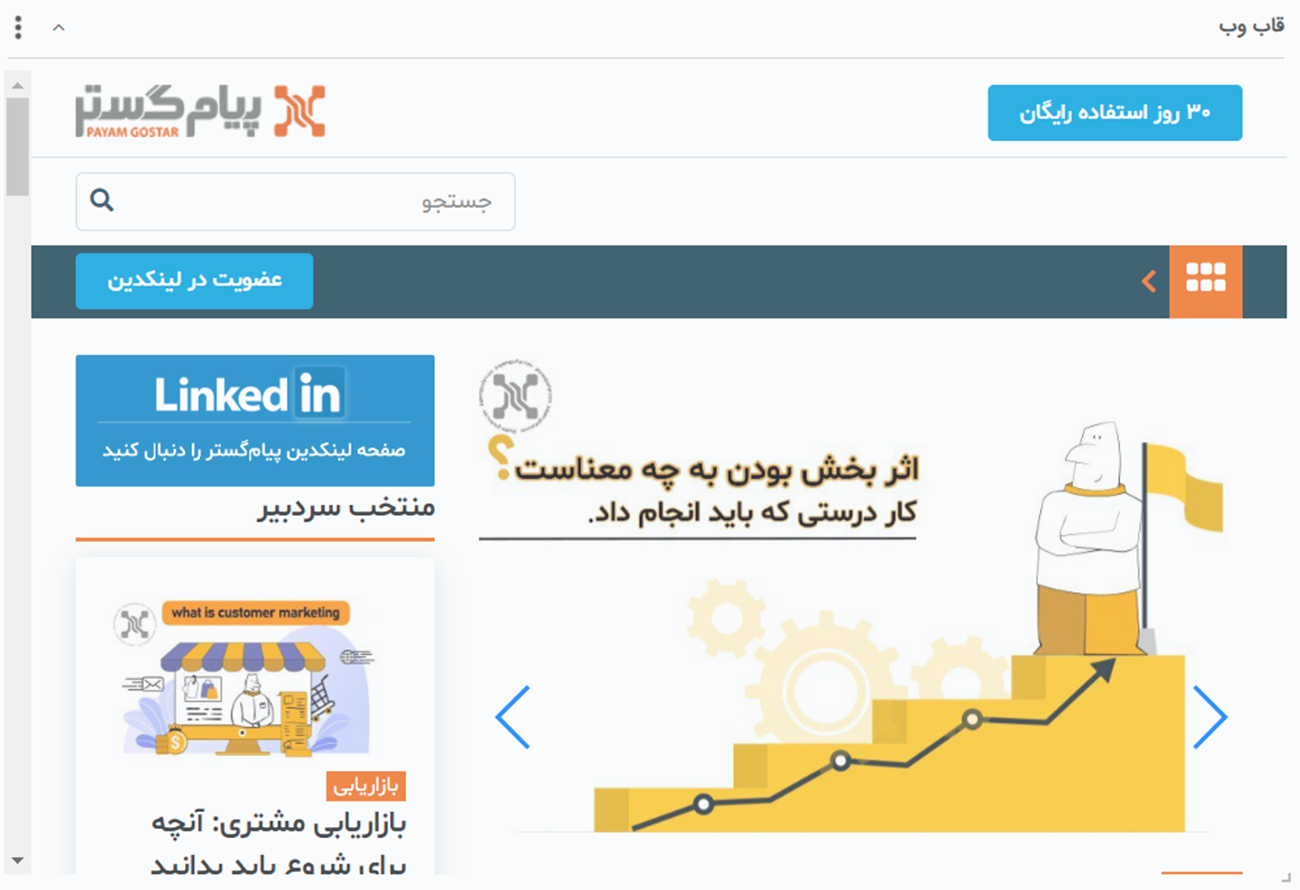 قاب وب
۳۰ روز استفاده رایگان
پیام گستر
PAYAM GOSTAR
جستجو
عضویت در لینکدین
اثر بخش بودن به چه معناست؟
کار درستی که باید انجام داد.
Linked in
صفحه لینکدین پیام‌گستر را دنبال کنید
منتخب سردبیر
what is customer marketing
بازاریابی
بازاریابی مشتری: آنچه
برای شروع باید بدانید